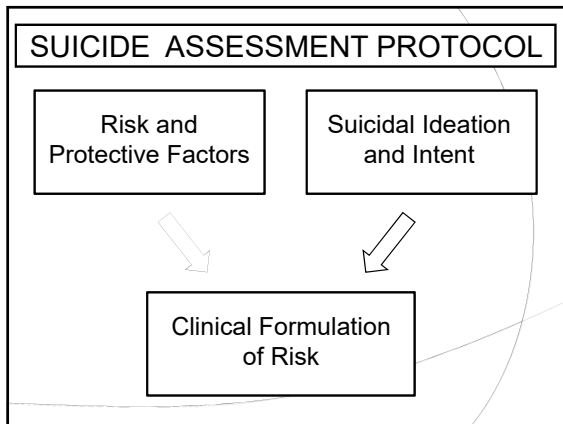 SUICIDE ASSESSMENT PROTOCOL
Risk and
Protective Factors
Suicidal Ideation
and Intent
Clinical Formulation
of Risk